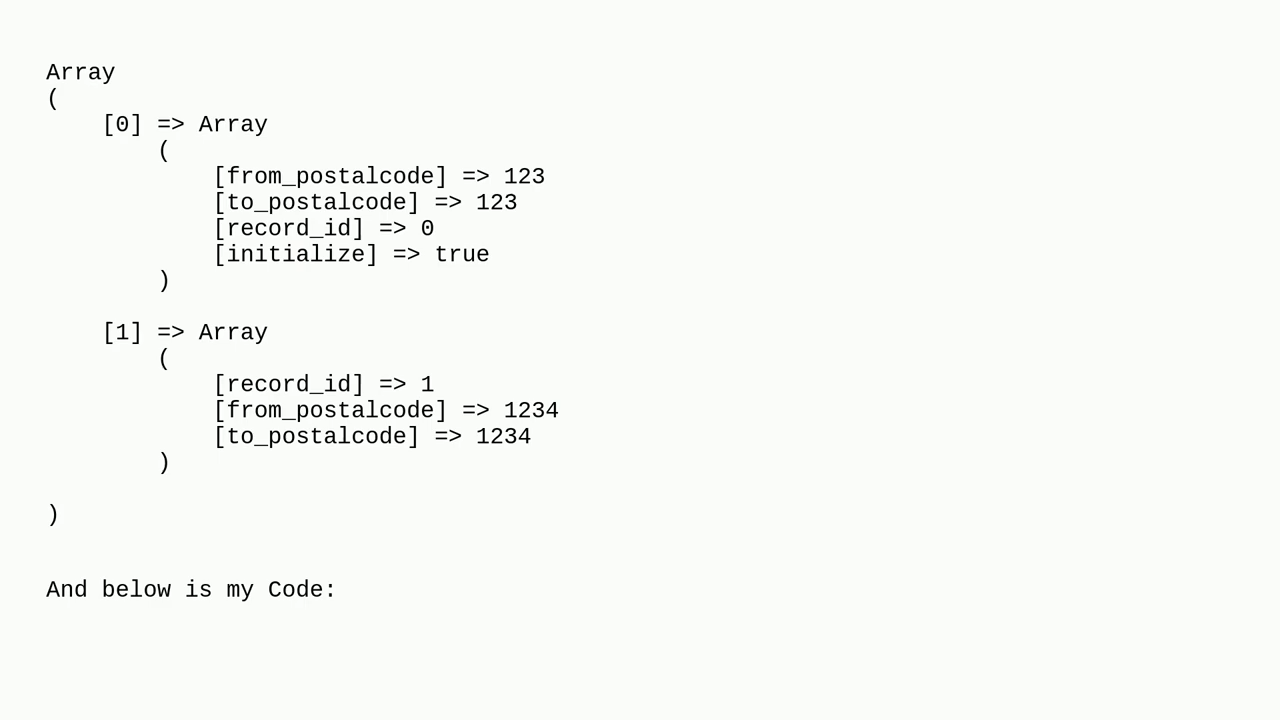 Array
(
    [0] => Array
        (
            [from_postalcode] => 123
            [to_postalcode] => 123
            [record_id] => 0
            [initialize] => true
        )

    [1] => Array
        (
            [record_id] => 1
            [from_postalcode] => 1234
            [to_postalcode] => 1234
        )

)

And below is my Code: